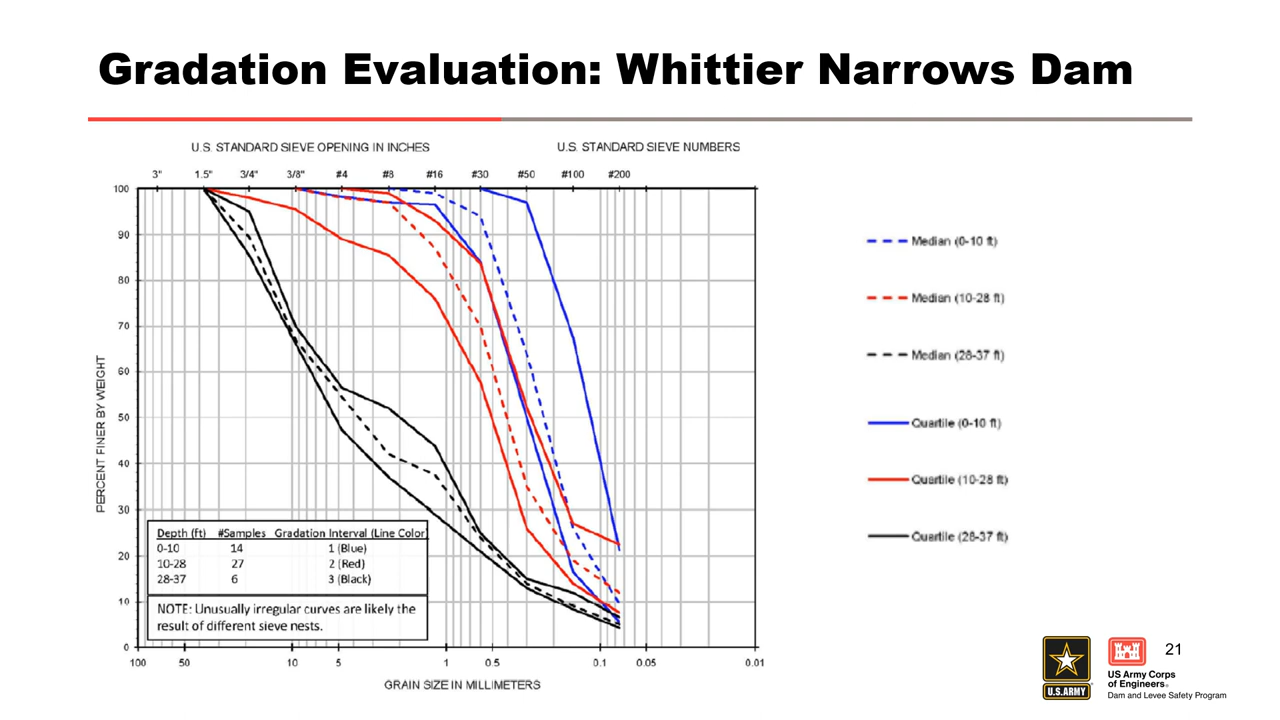 Gradation Evaluation: Whittier Narrows Dam
U.S. STANDARD SIEVE OPENING IN INCHES
U.S. STANDARD SIEVE NUMBERS
3" 1.5" 3/4" 3/8" #4 #8 #16 #30 #50 #100 #200
100
90
80
70
60
50
40
30
20
10
0
PERCENT FINER BY WEIGHT
100 50 10 5 1 0.5 0.1 0.05 0.01
GRAIN SIZE IN MILLIMETERS
Depth (ft) #Samples Gradation Interval (Line Color)
0-10 14 1 (Blue)
10-28 27 2 (Red)
28-37 6 3 (Black)
NOTE: Unusually irregular curves are likely the
result of different sieve nests.
Median (0-10 ft)
Median (10-28 ft)
Median (28-37 ft)
Quartile (0-10 ft)
Quartile (10-28 ft)
Quartile (28-37 ft)
U.S. ARMY
US Army Corps
of Engineers®
Dam and Levee Safety Program
21